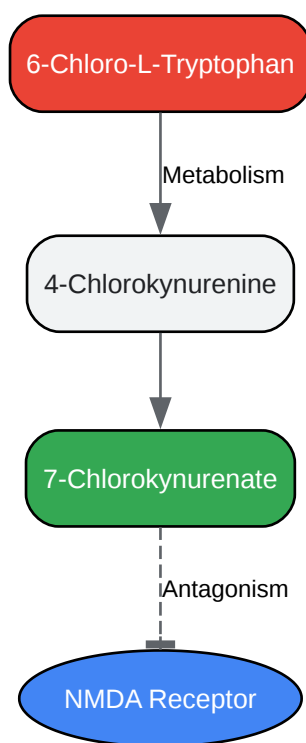 6-Chloro-L-Tryptophan
Metabolism
4-Chlorokynurenine
7-Chlorokynurenate
Antagonism
NMDA Receptor